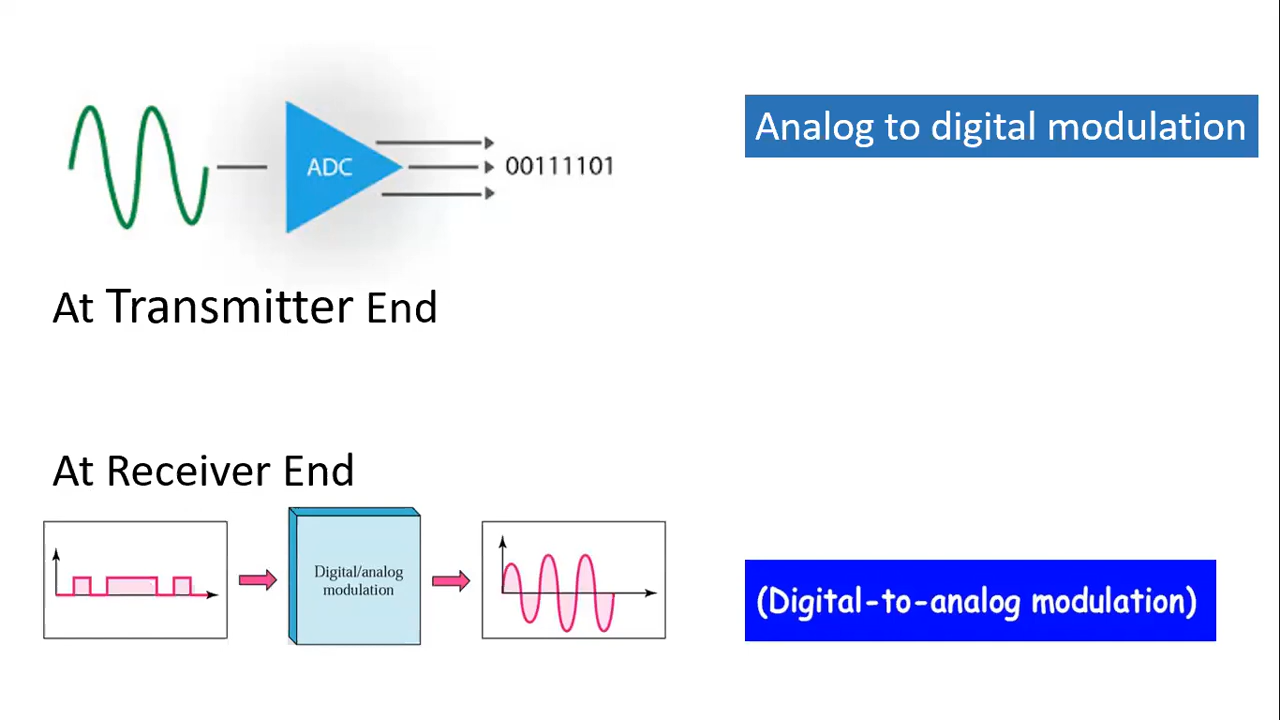 Analog to digital modulation
ADC
00111101
At Transmitter End
At Receiver End
Digital/analog
modulation
(Digital-to-analog modulation)